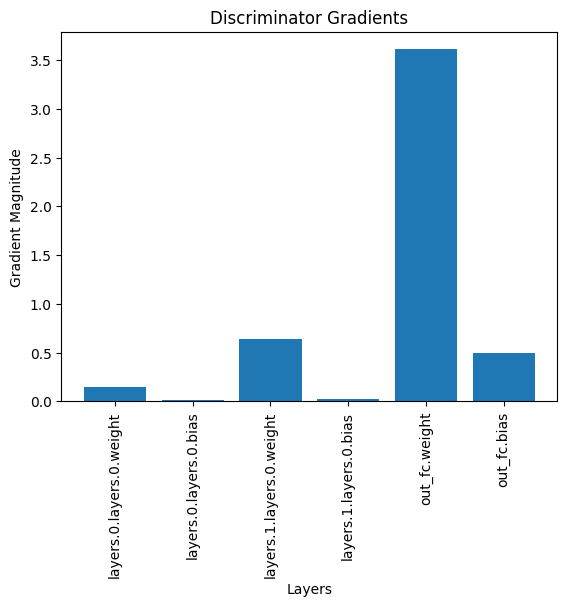 Discriminator Gradients
Gradient Magnitude
3.5
3.0
2.5
2.0
1.5
1.0
0.5
0.0
layers.0.layers.0.weight
layers.0.layers.0.bias
layers.1.layers.0.weight
layers.1.layers.0.bias
out_fc.weight
out_fc.bias
Layers